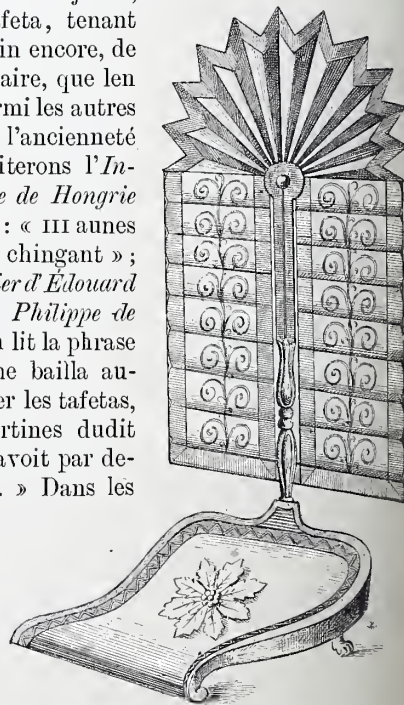 feta, tenant
in encore, de
aire, que len
rmi les autres
l'ancienneté
iterons l'In-
e de Hongrie
: « III aunes
chingant » ;
ier d'Édouard
Philippe de
lit la phrase
ne bailla au-
er les tafetas,
rtines dudit
avoit par de-
. » Dans les